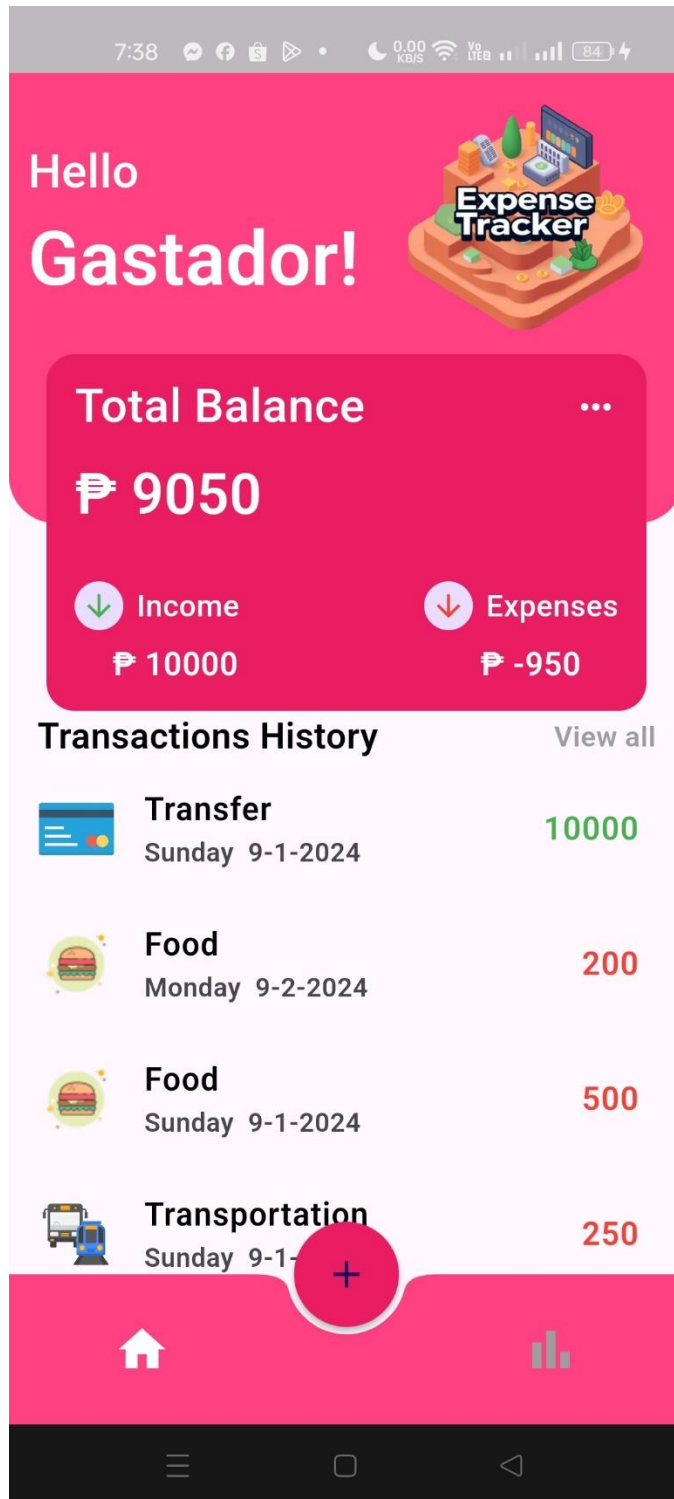 7:38
0.00
KB/S
Vo
LTE2
84
Hello
Gastador!
Expense
Tracker
Total Balance
₱ 9050
Income
Expenses
₱ 10000
₱ -950
Transactions History
View all
Transfer
10000
Sunday 9-1-2024
Food
200
Monday 9-2-2024
Food
500
Sunday 9-1-2024
Transportation
250
Sunday 9-1-
+